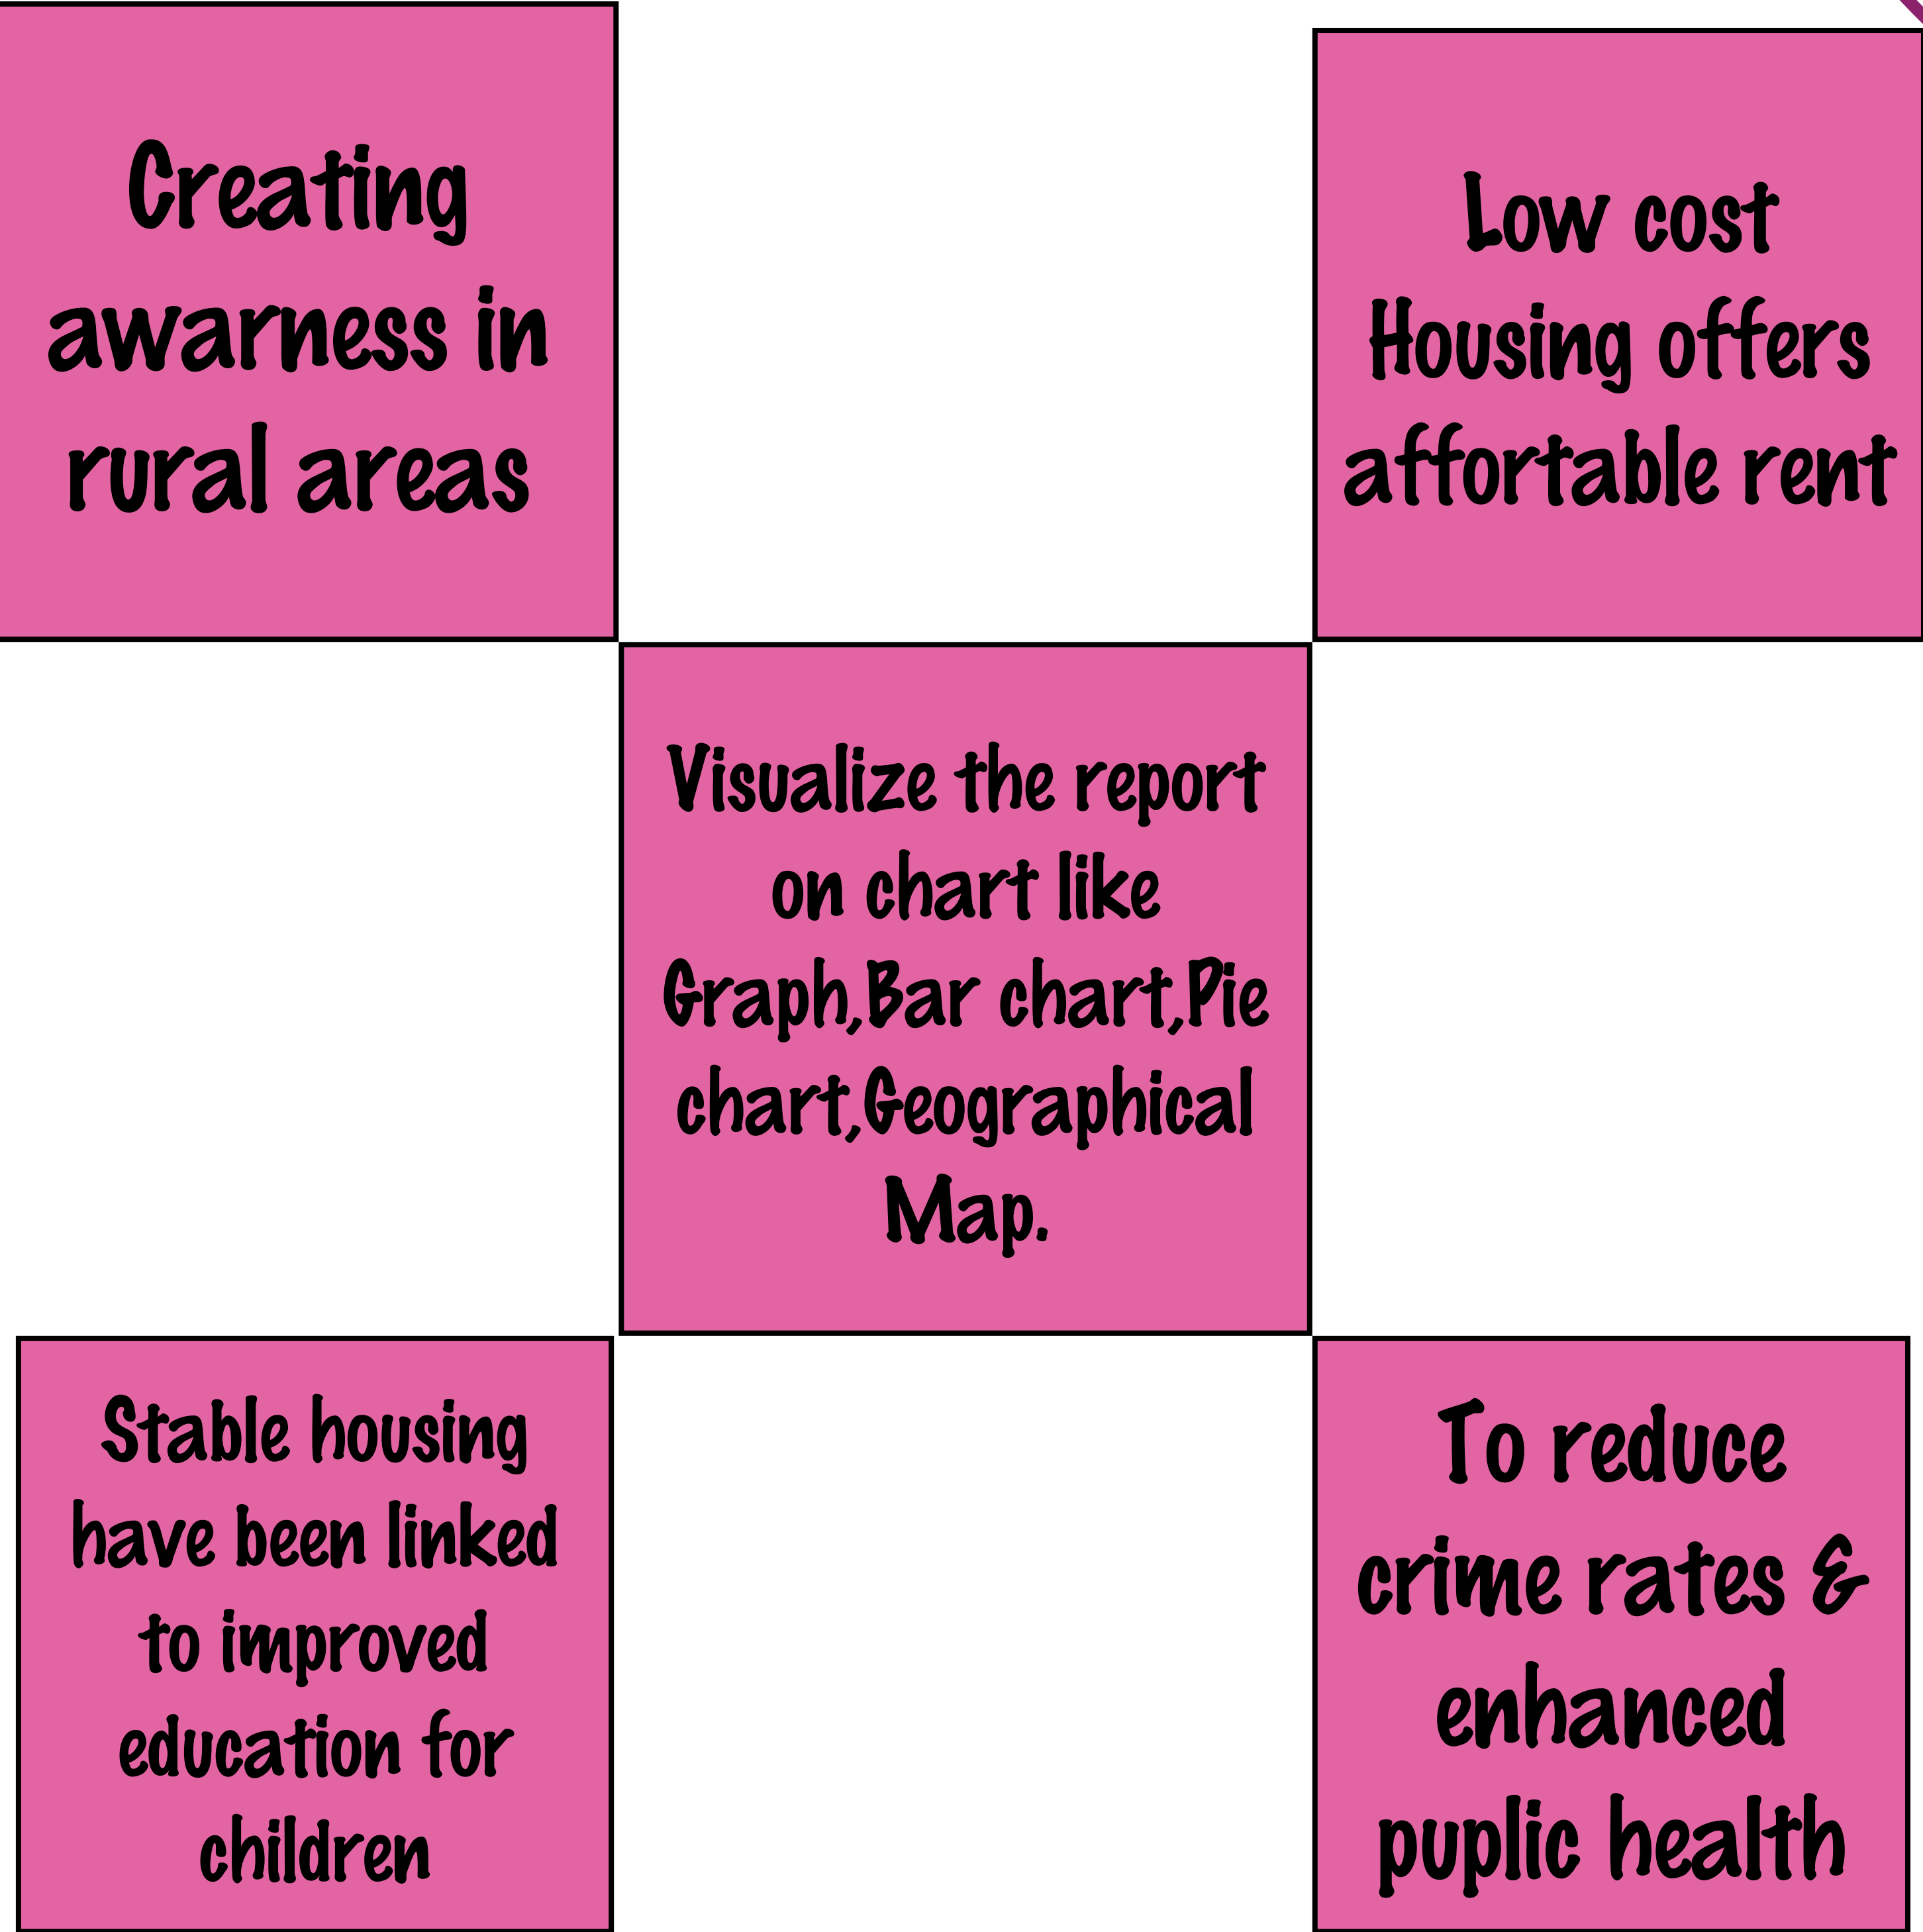 Creating
awarness in
rural areas
Low cost
Housing offers
affortable rent
Visualize the report
on chart like
Graph,Bar chart,Pie
chart,Geographical
Map.
Stable housing
have been linked
to improved
education for
chilldren
To reduce
crime rates &
enhanced
puplic health